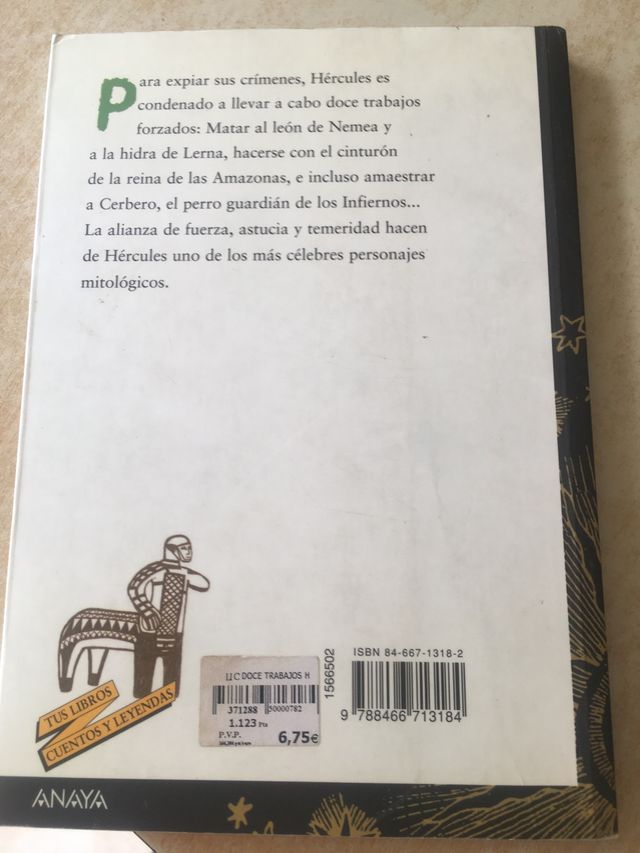 Para expiar sus crímenes, Hércules es
condenado a llevar a cabo doce trabajos
forzados: Matar al león de Nemea y
a la hidra de Lerna, hacerse con el cinturón
de la reina de las Amazonas, e incluso amaestrar
a Cerbero, el perro guardián de los Infiernos...
La alianza de fuerza, astucia y temeridad hacen
de Hércules uno de los más célebres personajes
mitológicos.
TUS LIBROS
CUENTOS Y LEYENDAS
DOCE TRABAJOS H
371288 50000782
1.123 Pts
P.V.P. 6,75€
1566502
ISBN 84-667-1318-2
9 788466 713184
ANAYA